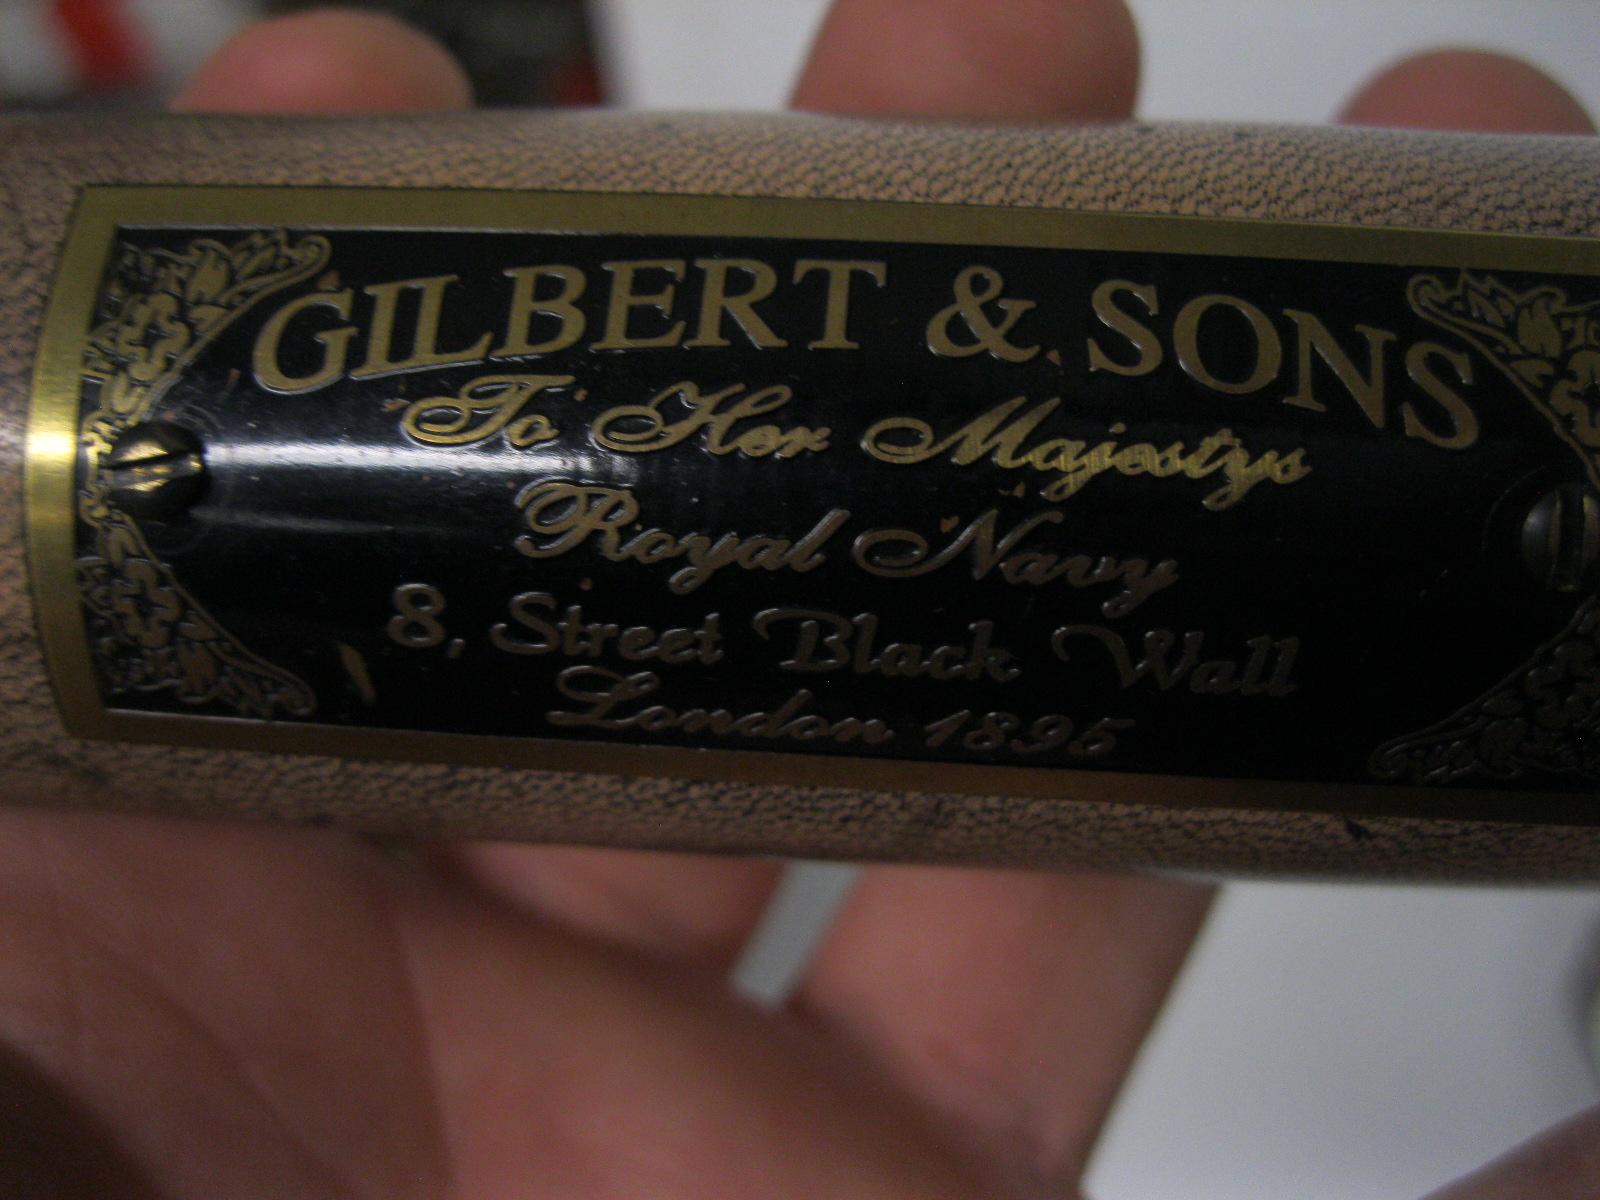 GILBERT & SONS
To Her Majestys
Royal Navy
8, Street Black Wall
London 1895